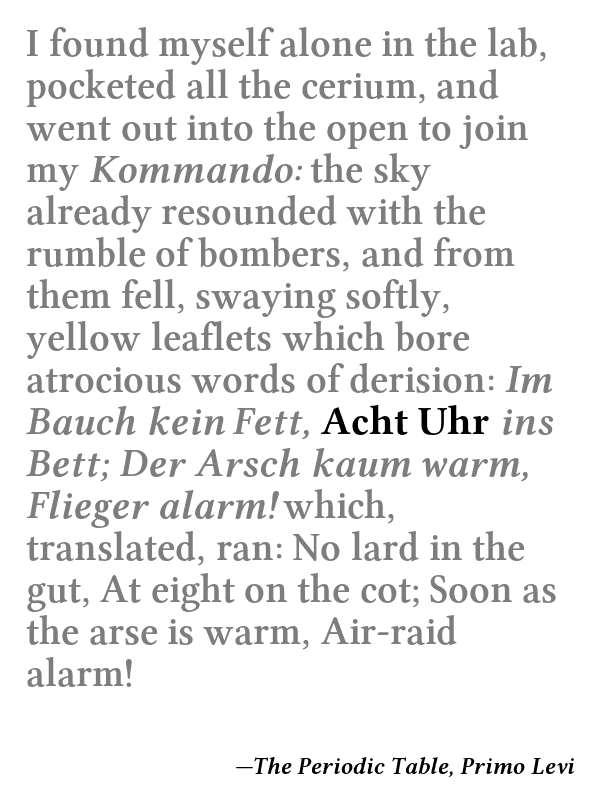 I found myself alone in the lab,
pocketed all the cerium, and
went out into the open to join
my Kommando: the sky
already resounded with the
rumble of bombers, and from
them fell, swaying softly,
yellow leaflets which bore
atrocious words of derision: Im
Bauch kein Fett, Acht Uhr ins
Bett; Der Arsch kaum warm,
Flieger alarm! which,
translated, ran: No lard in the
gut, At eight on the cot; Soon as
the arse is warm, Air-raid
alarm!
—The Periodic Table, Primo Levi